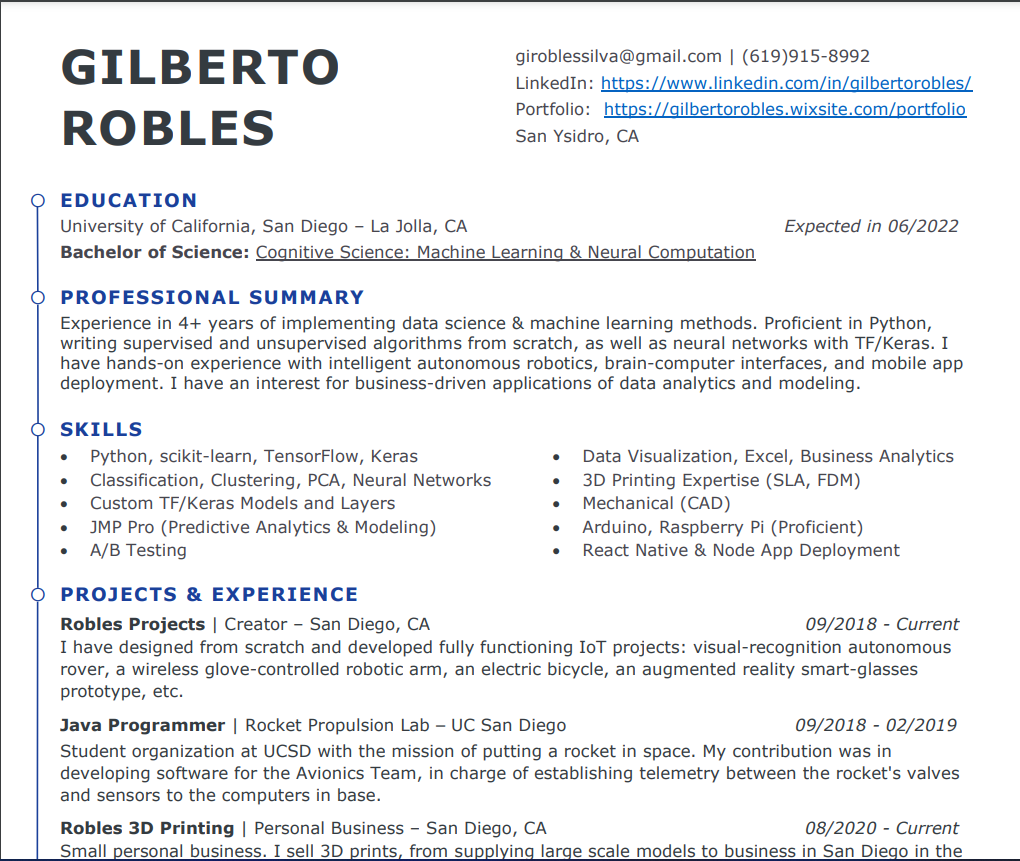 GILBERTO
ROBLES
giroblessilva@gmail.com | (619)915-8992
LinkedIn: https://www.linkedin.com/in/gilbertorobles/
Portfolio: https://gilbertorobles.wixsite.com/portfolio
San Ysidro, CA
EDUCATION
University of California, San Diego – La Jolla, CA Expected in 06/2022
Bachelor of Science: Cognitive Science: Machine Learning & Neural Computation
PROFESSIONAL SUMMARY
Experience in 4+ years of implementing data science & machine learning methods. Proficient in Python,
writing supervised and unsupervised algorithms from scratch, as well as neural networks with TF/Keras. I
have hands-on experience with intelligent autonomous robotics, brain-computer interfaces, and mobile app
deployment. I have an interest for business-driven applications of data analytics and modeling.
SKILLS
• Python, scikit-learn, TensorFlow, Keras
• Classification, Clustering, PCA, Neural Networks
• Custom TF/Keras Models and Layers
• JMP Pro (Predictive Analytics & Modeling)
• A/B Testing
• Data Visualization, Excel, Business Analytics
• 3D Printing Expertise (SLA, FDM)
• Mechanical (CAD)
• Arduino, Raspberry Pi (Proficient)
• React Native & Node App Deployment
PROJECTS & EXPERIENCE
Robles Projects | Creator – San Diego, CA 09/2018 - Current
I have designed from scratch and developed fully functioning IoT projects: visual-recognition autonomous
rover, a wireless glove-controlled robotic arm, an electric bicycle, an augmented reality smart-glasses
prototype, etc.
Java Programmer | Rocket Propulsion Lab – UC San Diego 09/2018 - 02/2019
Student organization at UCSD with the mission of putting a rocket in space. My contribution was in
developing software for the Avionics Team, in charge of establishing telemetry between the rocket's valves
and sensors to the computers in base.
Robles 3D Printing | Personal Business – San Diego, CA 08/2020 - Current
Small personal business. I sell 3D prints, from supplying large scale models to business in San Diego in the